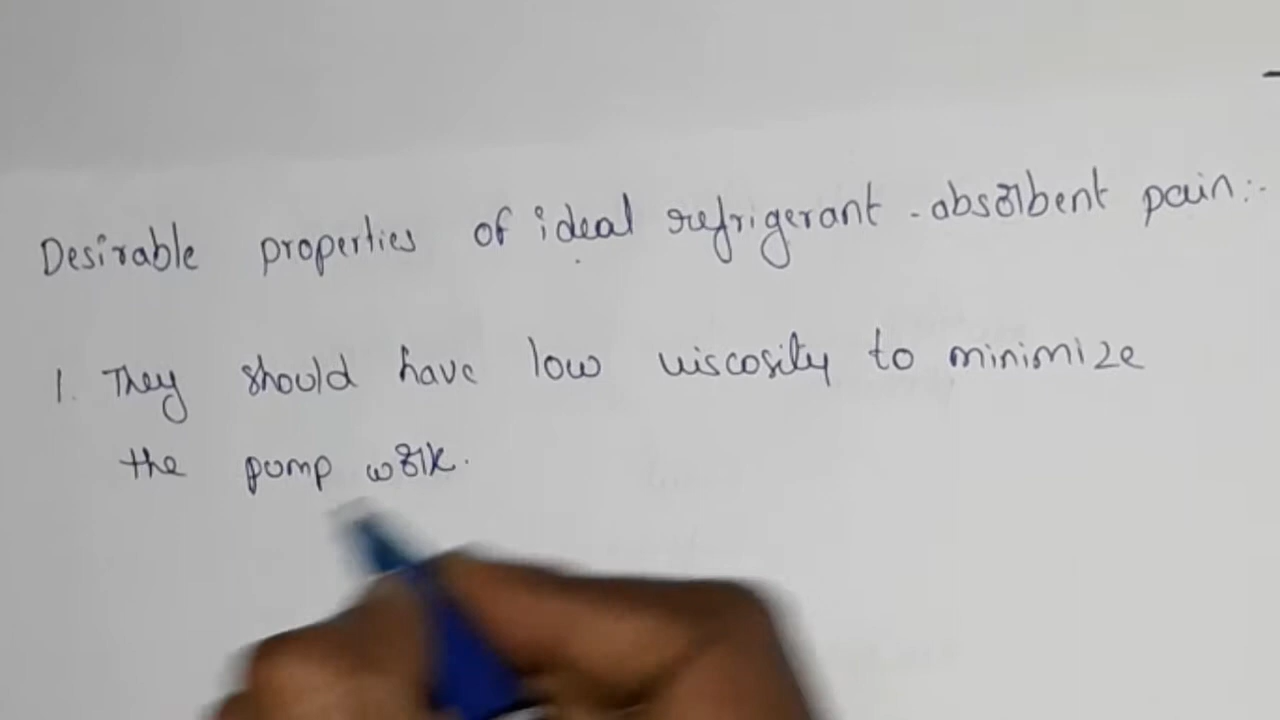 Desirable properties of ideal refrigerant - absorbent pair:-
1. They should have low viscosity to minimize
the pump work.